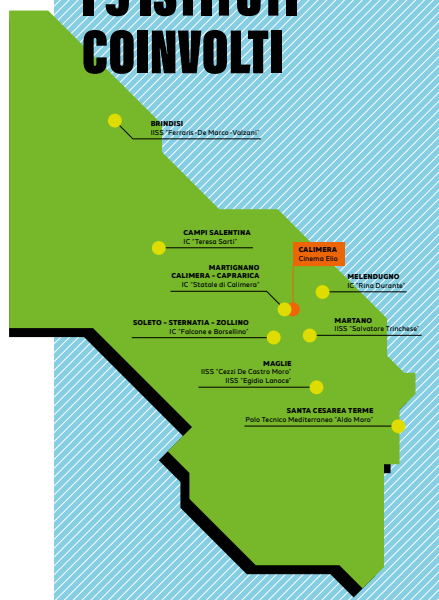 I 9 ISTITUTI
COINVOLTI
BRINDISI
IISS "Ferraris-De Marco-Valzani"
CAMPI SALENTINA
IC "Teresa Sarti"
CALIMERA
Cinema Elio
MARTIGNANO
CALIMERA - CAPRARICA
IC "Statale di Calimera"
MELENDUGNO
IC "Rina Durante"
SOLETO - STERNATIA - ZOLLINO
IC "Falcone e Borsellino"
MARTANO
IISS "Salvatore Trinchese"
MAGLIE
IISS "Cezzi De Castro Moro"
IISS "Egidio Lanoce"
SANTA CESAREA TERME
Polo Tecnico Mediterraneo "Aldo Moro"